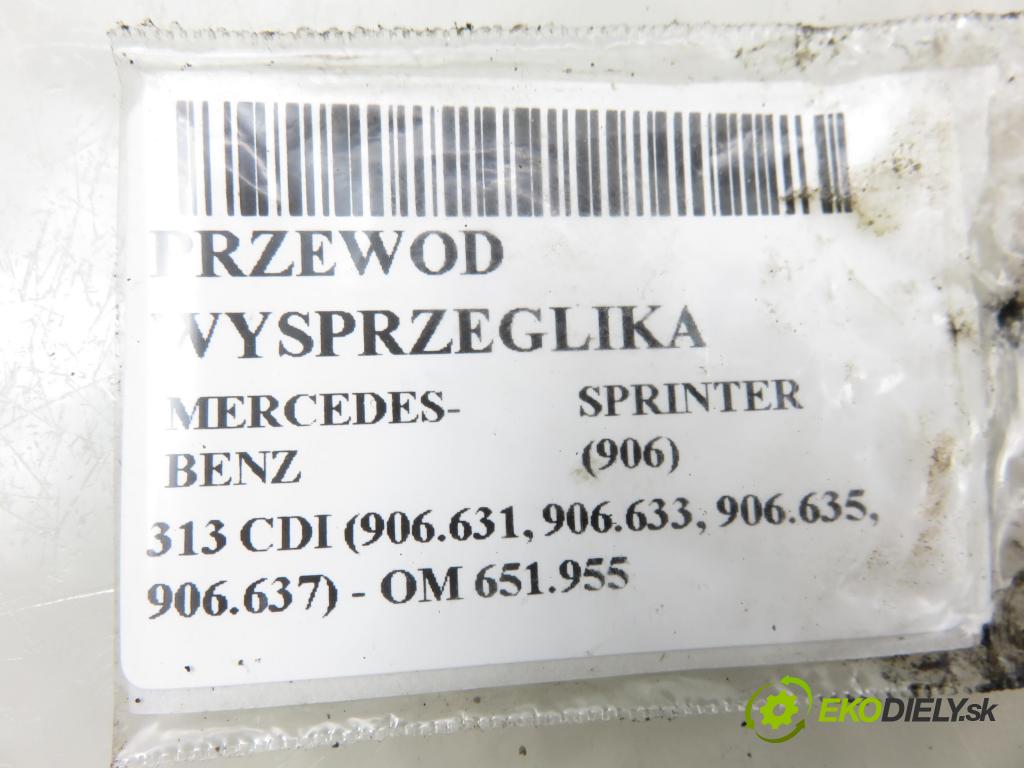 PRZEWOD
WYSPRZEGLIKA
MERCEDES-
BENZ
SPRINTER
(906)
313 CDI (906.631, 906.633, 906.635,
906.637) - OM 651.955
EKODIELY.sk